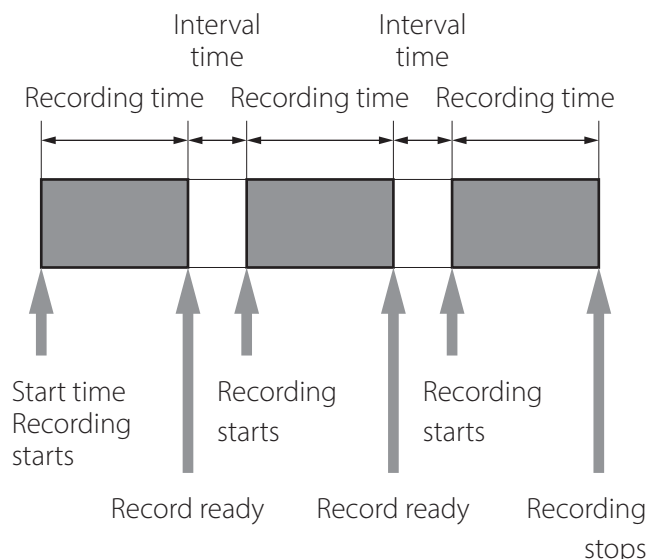 Interval
time
Interval
time
Recording time
Recording time
Recording time
Start time
Recording
starts
Recording
starts
Recording
starts
Record ready
Record ready
Recording
stops